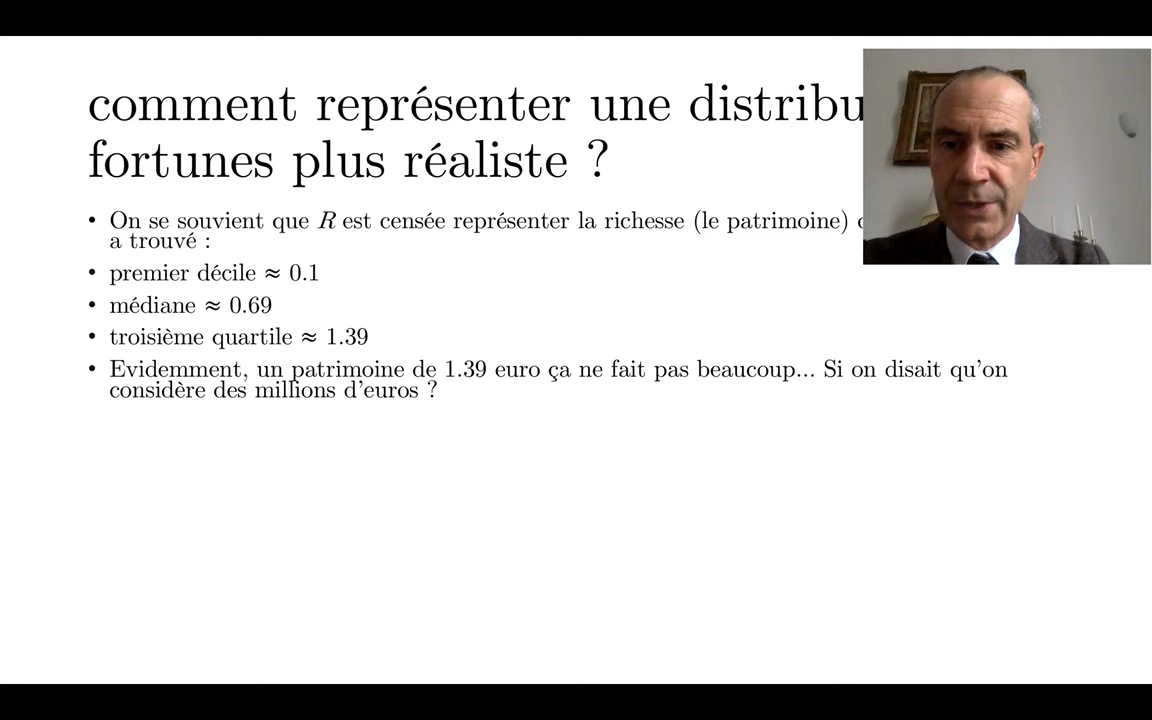 comment représenter une distribu
fortunes plus réaliste ?
• On se souvient que R est censée représenter la richesse (le patrimoine)
a trouvé :
• premier décile ≈ 0.1
• médiane ≈ 0.69
• troisième quartile ≈ 1.39
• Evidemment, un patrimoine de 1.39 euro ça ne fait pas beaucoup... Si on disait qu'on
considère des millions d'euros ?